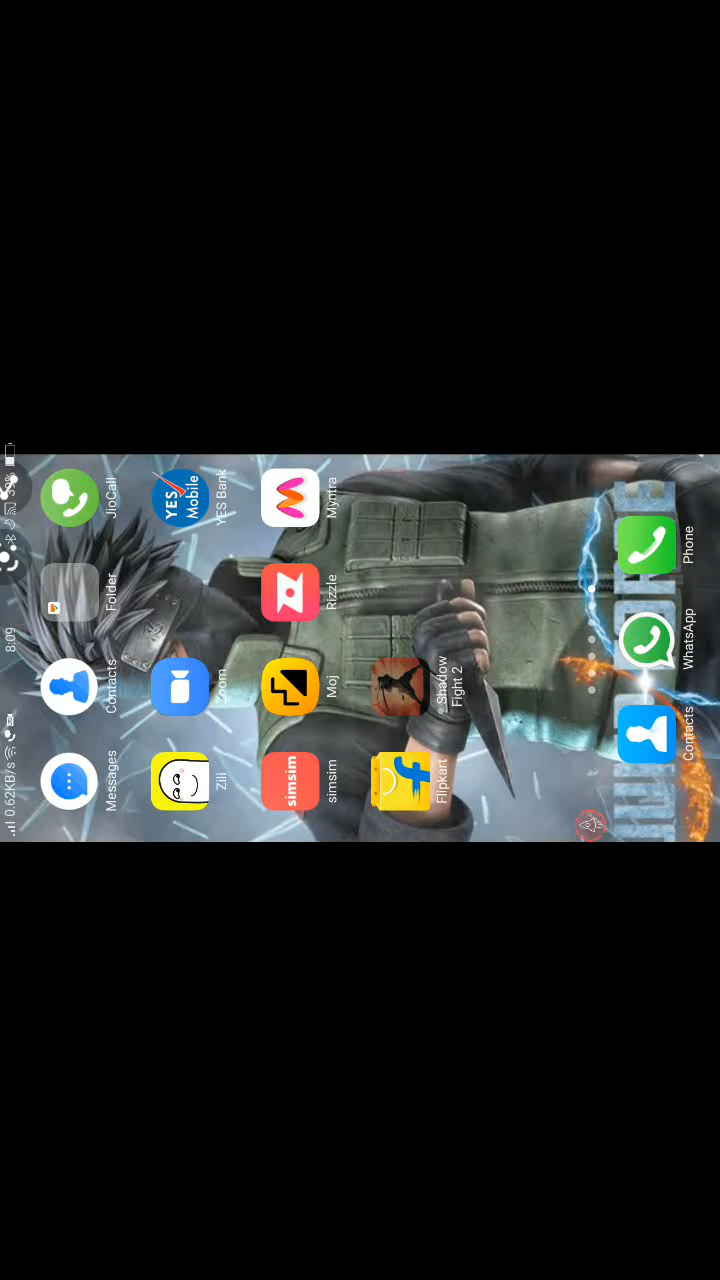 0.62KB/s
8:09
Messages
Contacts
Folder
JioCall
Zili
Zoom
YES
Mobile
YES Bank
simsim
simsim
Moj
Rizzle
Myntra
Flipkart
Shadow
Fight 2
Contacts
WhatsApp
Phone